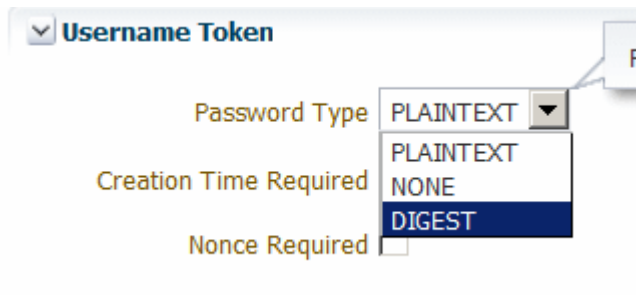 Username Token
Password Type PLAINTEXT
PLAINTEXT
Creation Time Required
NONE
DIGEST
Nonce Required